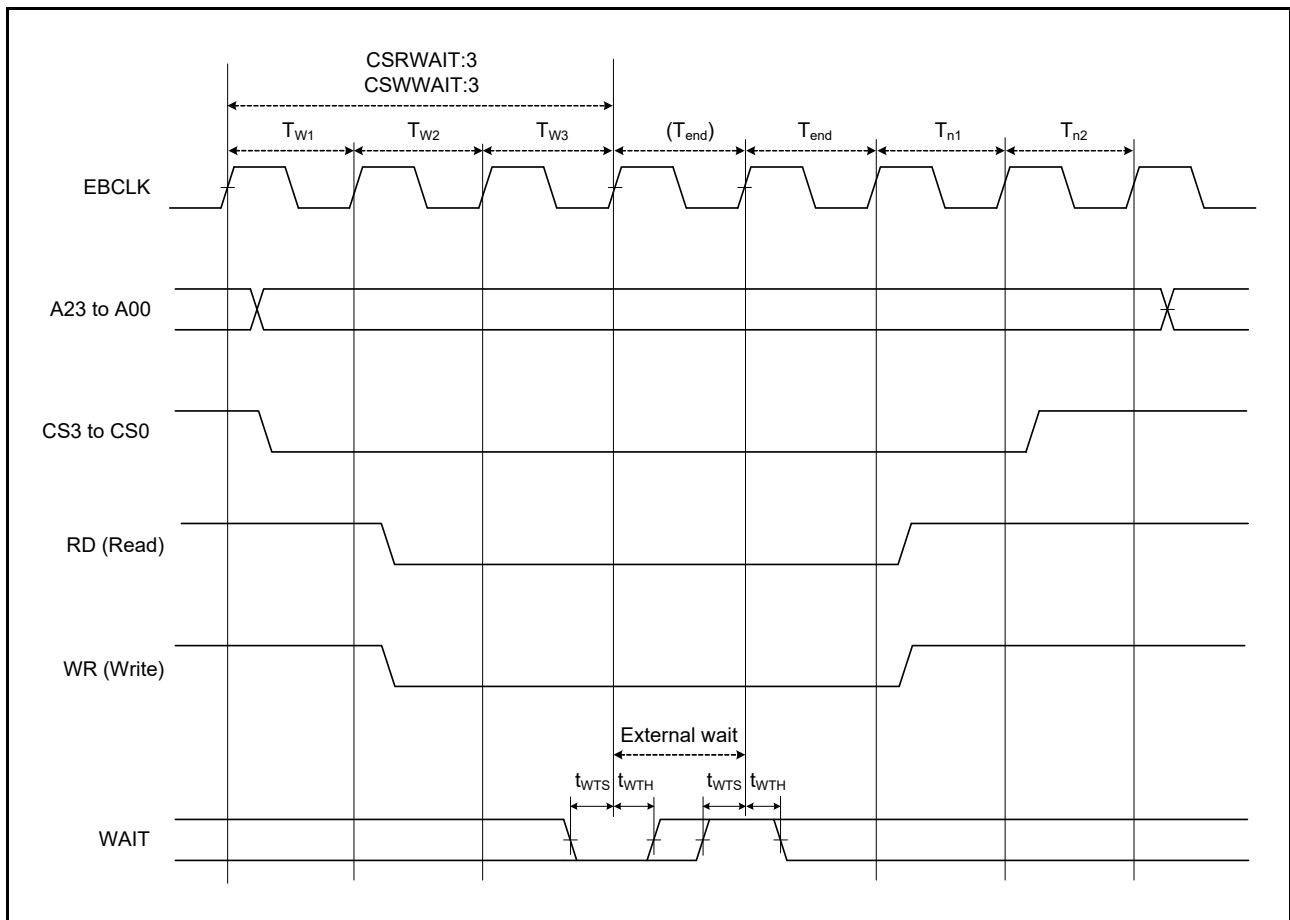 CSRWAIT:3
CSWWAIT:3
TW1 TW2 TW3 (Tend) Tend Tn1 Tn2
EBCLK
A23 to A00
CS3 to CS0
RD (Read)
WR (Write)
External wait
tWTS tWTH tWTS tWTH
WAIT